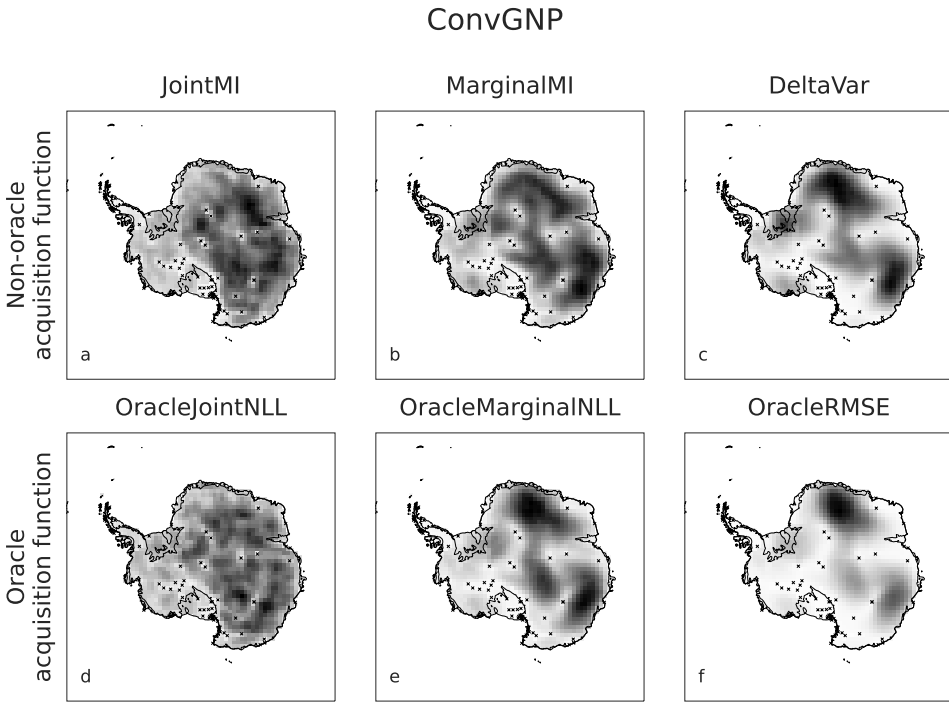 ConvGNP
JointMI
MarginalMI
DeltaVar
Non-oracle
acquisition function
a
b
c
OracleJointNLL
OracleMarginalNLL
OracleRMSE
Oracle
acquisition function
d
e
f